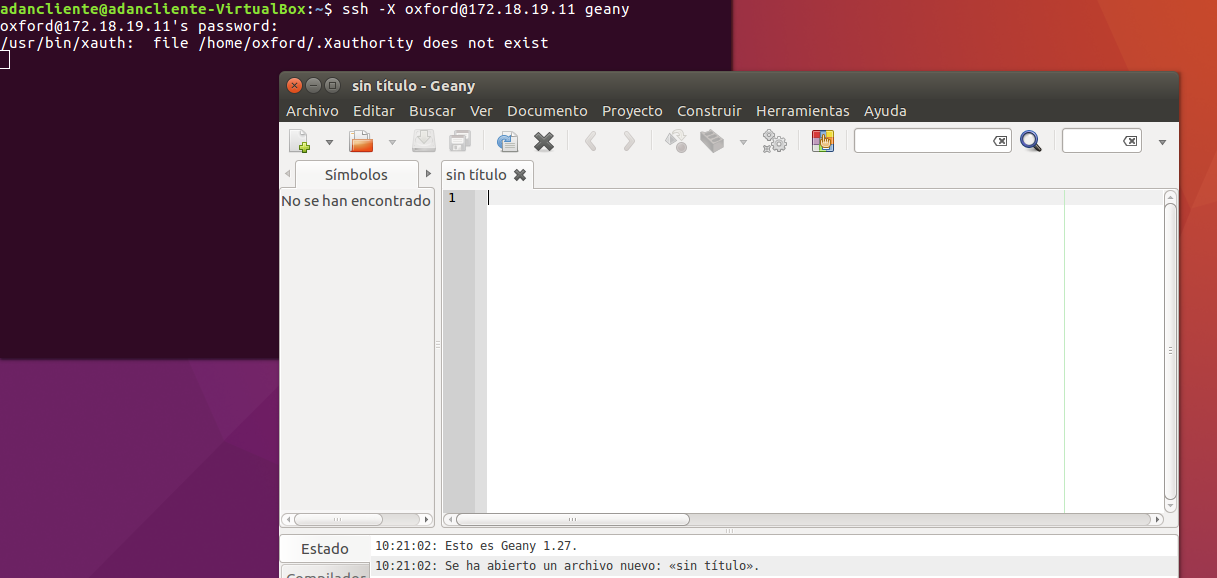 adancliente@adancliente-VirtualBox:~$ ssh -X oxford@172.18.19.11 geany
oxford@172.18.19.11's password:
/usr/bin/xauth:  file /home/oxford/.Xauthority does not exist
sin título - Geany
Archivo Editar Buscar Ver Documento Proyecto Construir Herramientas Ayuda
Símbolos
sin título
No se han encontrado
1
Estado
10:21:02: Esto es Geany 1.27.
10:21:02: Se ha abierto un archivo nuevo: «sin título».
Compilador